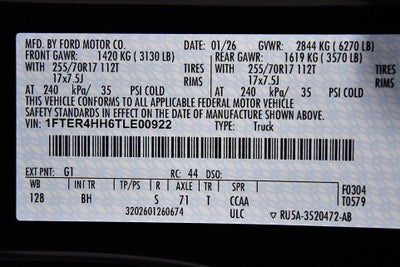 MFD. BY FORD MOTOR CO. DATE: 01/26 GVWR: 2844 KG ( 6270 LB)
FRONT GAWR: 1420 KG ( 3130 LB) REAR GAWR: 1619 KG ( 3570 LB)
WITH 255/70R17 112T TIRES WITH 255/70R17 112T TIRES
17x7.5J RIMS 17x7.5J RIMS
AT 240 kPa/ 35 PSI COLD AT 240 kPa/ 35 PSI COLD
THIS VEHICLE CONFORMS TO ALL APPLICABLE FEDERAL MOTOR VEHICLE
SAFETY STANDARDS IN EFFECT ON THE DATE OF MANUFACTURE SHOWN ABOVE.
VIN: 1FTER4HH6TLE00922 TYPE: Truck
EXT PNT: G1 RC: 44 DSO:
WB INT TR TP/PS R AXLE TR SPR F0304
128 BH S 71 T CCAA T0579
3202601260674 ULC RU5A-3520472-AB